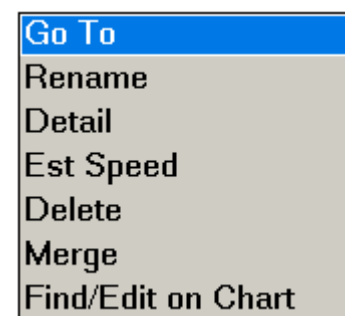 Go To
Rename
Detail
Est Speed
Delete
Merge
Find/Edit on Chart